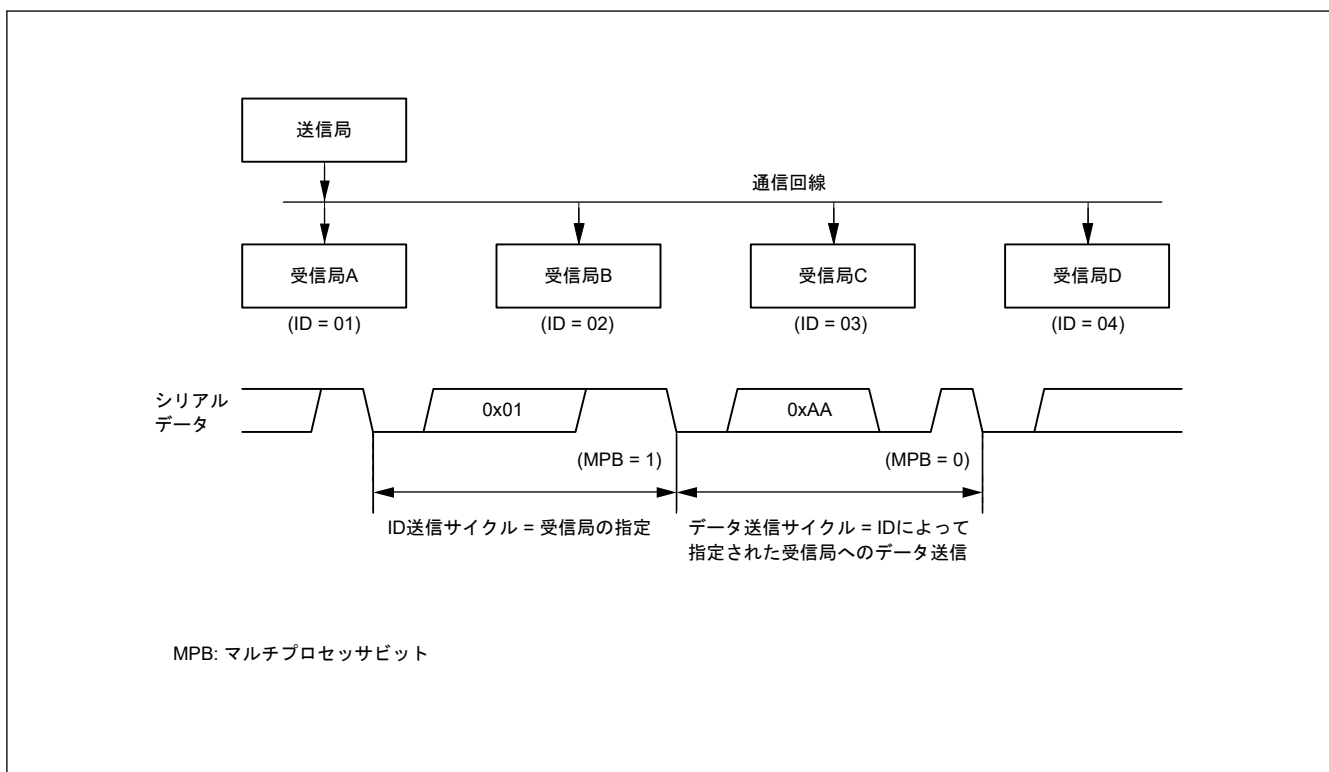 送信局
通信回線
受信局A
受信局B
受信局C
受信局D
(ID = 01)
(ID = 02)
(ID = 03)
(ID = 04)
シリアル
データ
0x01
0xAA
(MPB = 1)
(MPB = 0)
ID送信サイクル = 受信局の指定
データ送信サイクル = IDによって
指定された受信局へのデータ送信
MPB: マルチプロセッサビット